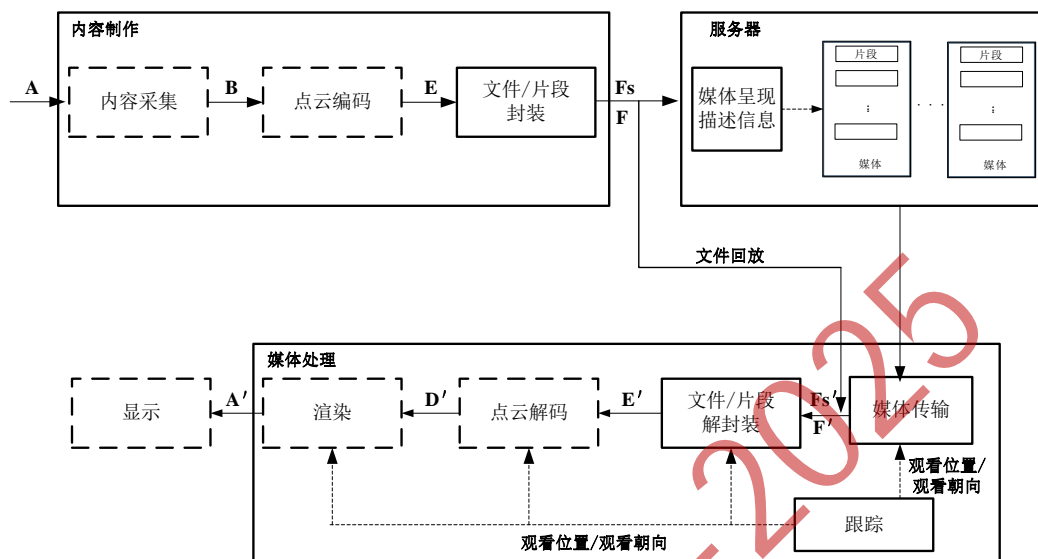 内容制作
服务器
A
内容采集
B
点云编码
E
文件/片段
封装
Fs
F
媒体呈现
描述信息
片段
⋮
媒体
· · ·
片段
⋮
媒体
文件回放
媒体处理
显示
A′
渲染
D′
点云解码
E′
文件/片段
解封装
Fs′
F′
媒体传输
观看位置/
观看朝向
跟踪
观看位置/观看朝向
-2025